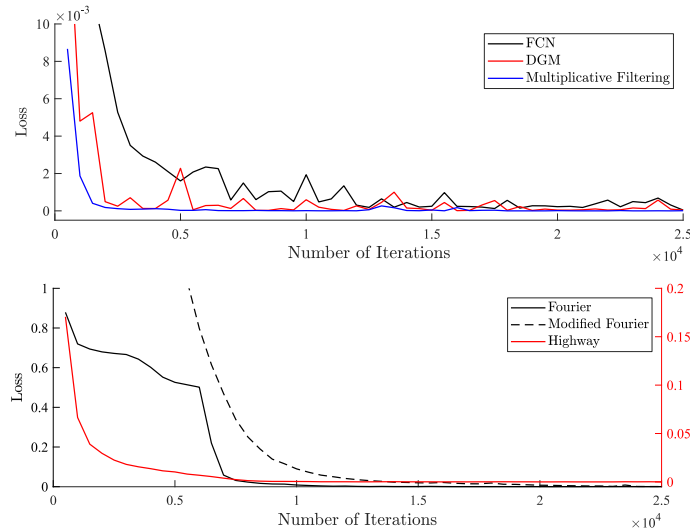 ×10⁻³
10
8
6
4
2
0
Loss
FCN
DGM
Multiplicative Filtering
0 0.5 1 1.5 2 2.5
Number of Iterations
×10⁴
1
0.8
0.6
0.4
0.2
0
Loss
Fourier
Modified Fourier
Highway
0.2
0.15
0.1
0.05
0
0 0.5 1 1.5 2 2.5
Number of Iterations
×10⁴